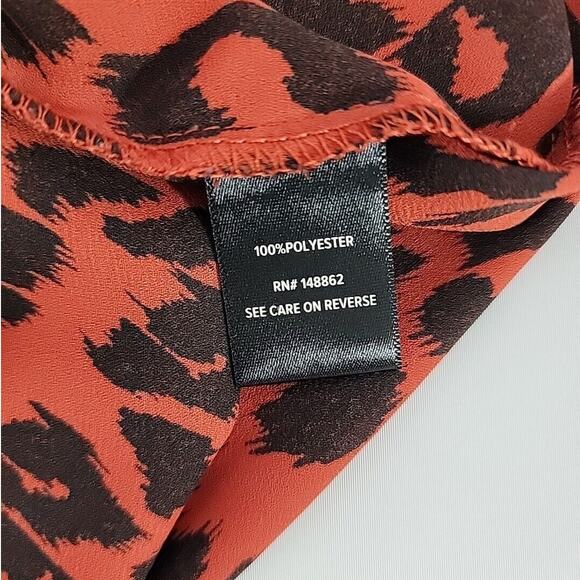 100%POLYESTER
RN# 148862
SEE CARE ON REVERSE